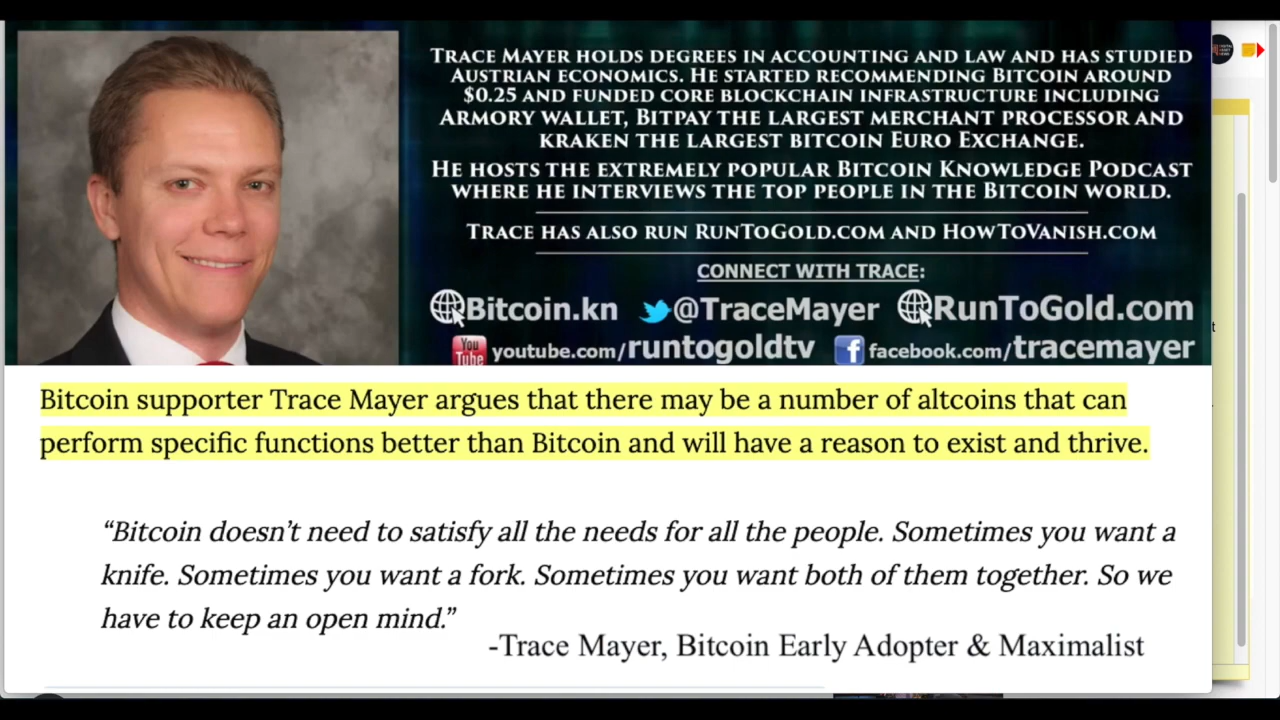 TRACE MAYER HOLDS DEGREES IN ACCOUNTING AND LAW AND HAS STUDIED
AUSTRIAN ECONOMICS. HE STARTED RECOMMENDING BITCOIN AROUND
$0.25 AND FUNDED CORE BLOCKCHAIN INFRASTRUCTURE INCLUDING
ARMORY WALLET, BITPAY THE LARGEST MERCHANT PROCESSOR AND
KRAKEN THE LARGEST BITCOIN EURO EXCHANGE.
HE HOSTS THE EXTREMELY POPULAR BITCOIN KNOWLEDGE PODCAST
WHERE HE INTERVIEWS THE TOP PEOPLE IN THE BITCOIN WORLD.
TRACE HAS ALSO RUN RUNTOGOLD.COM AND HOWTOVANISH.COM
CONNECT WITH TRACE:
Bitcoin.kn @TraceMayer RunToGold.com
You Tube youtube.com/runtogoldtv f facebook.com/tracemayer
Bitcoin supporter Trace Mayer argues that there may be a number of altcoins that can
perform specific functions better than Bitcoin and will have a reason to exist and thrive.
“Bitcoin doesn’t need to satisfy all the needs for all the people. Sometimes you want a
knife. Sometimes you want a fork. Sometimes you want both of them together. So we
have to keep an open mind.”
-Trace Mayer, Bitcoin Early Adopter & Maximalist